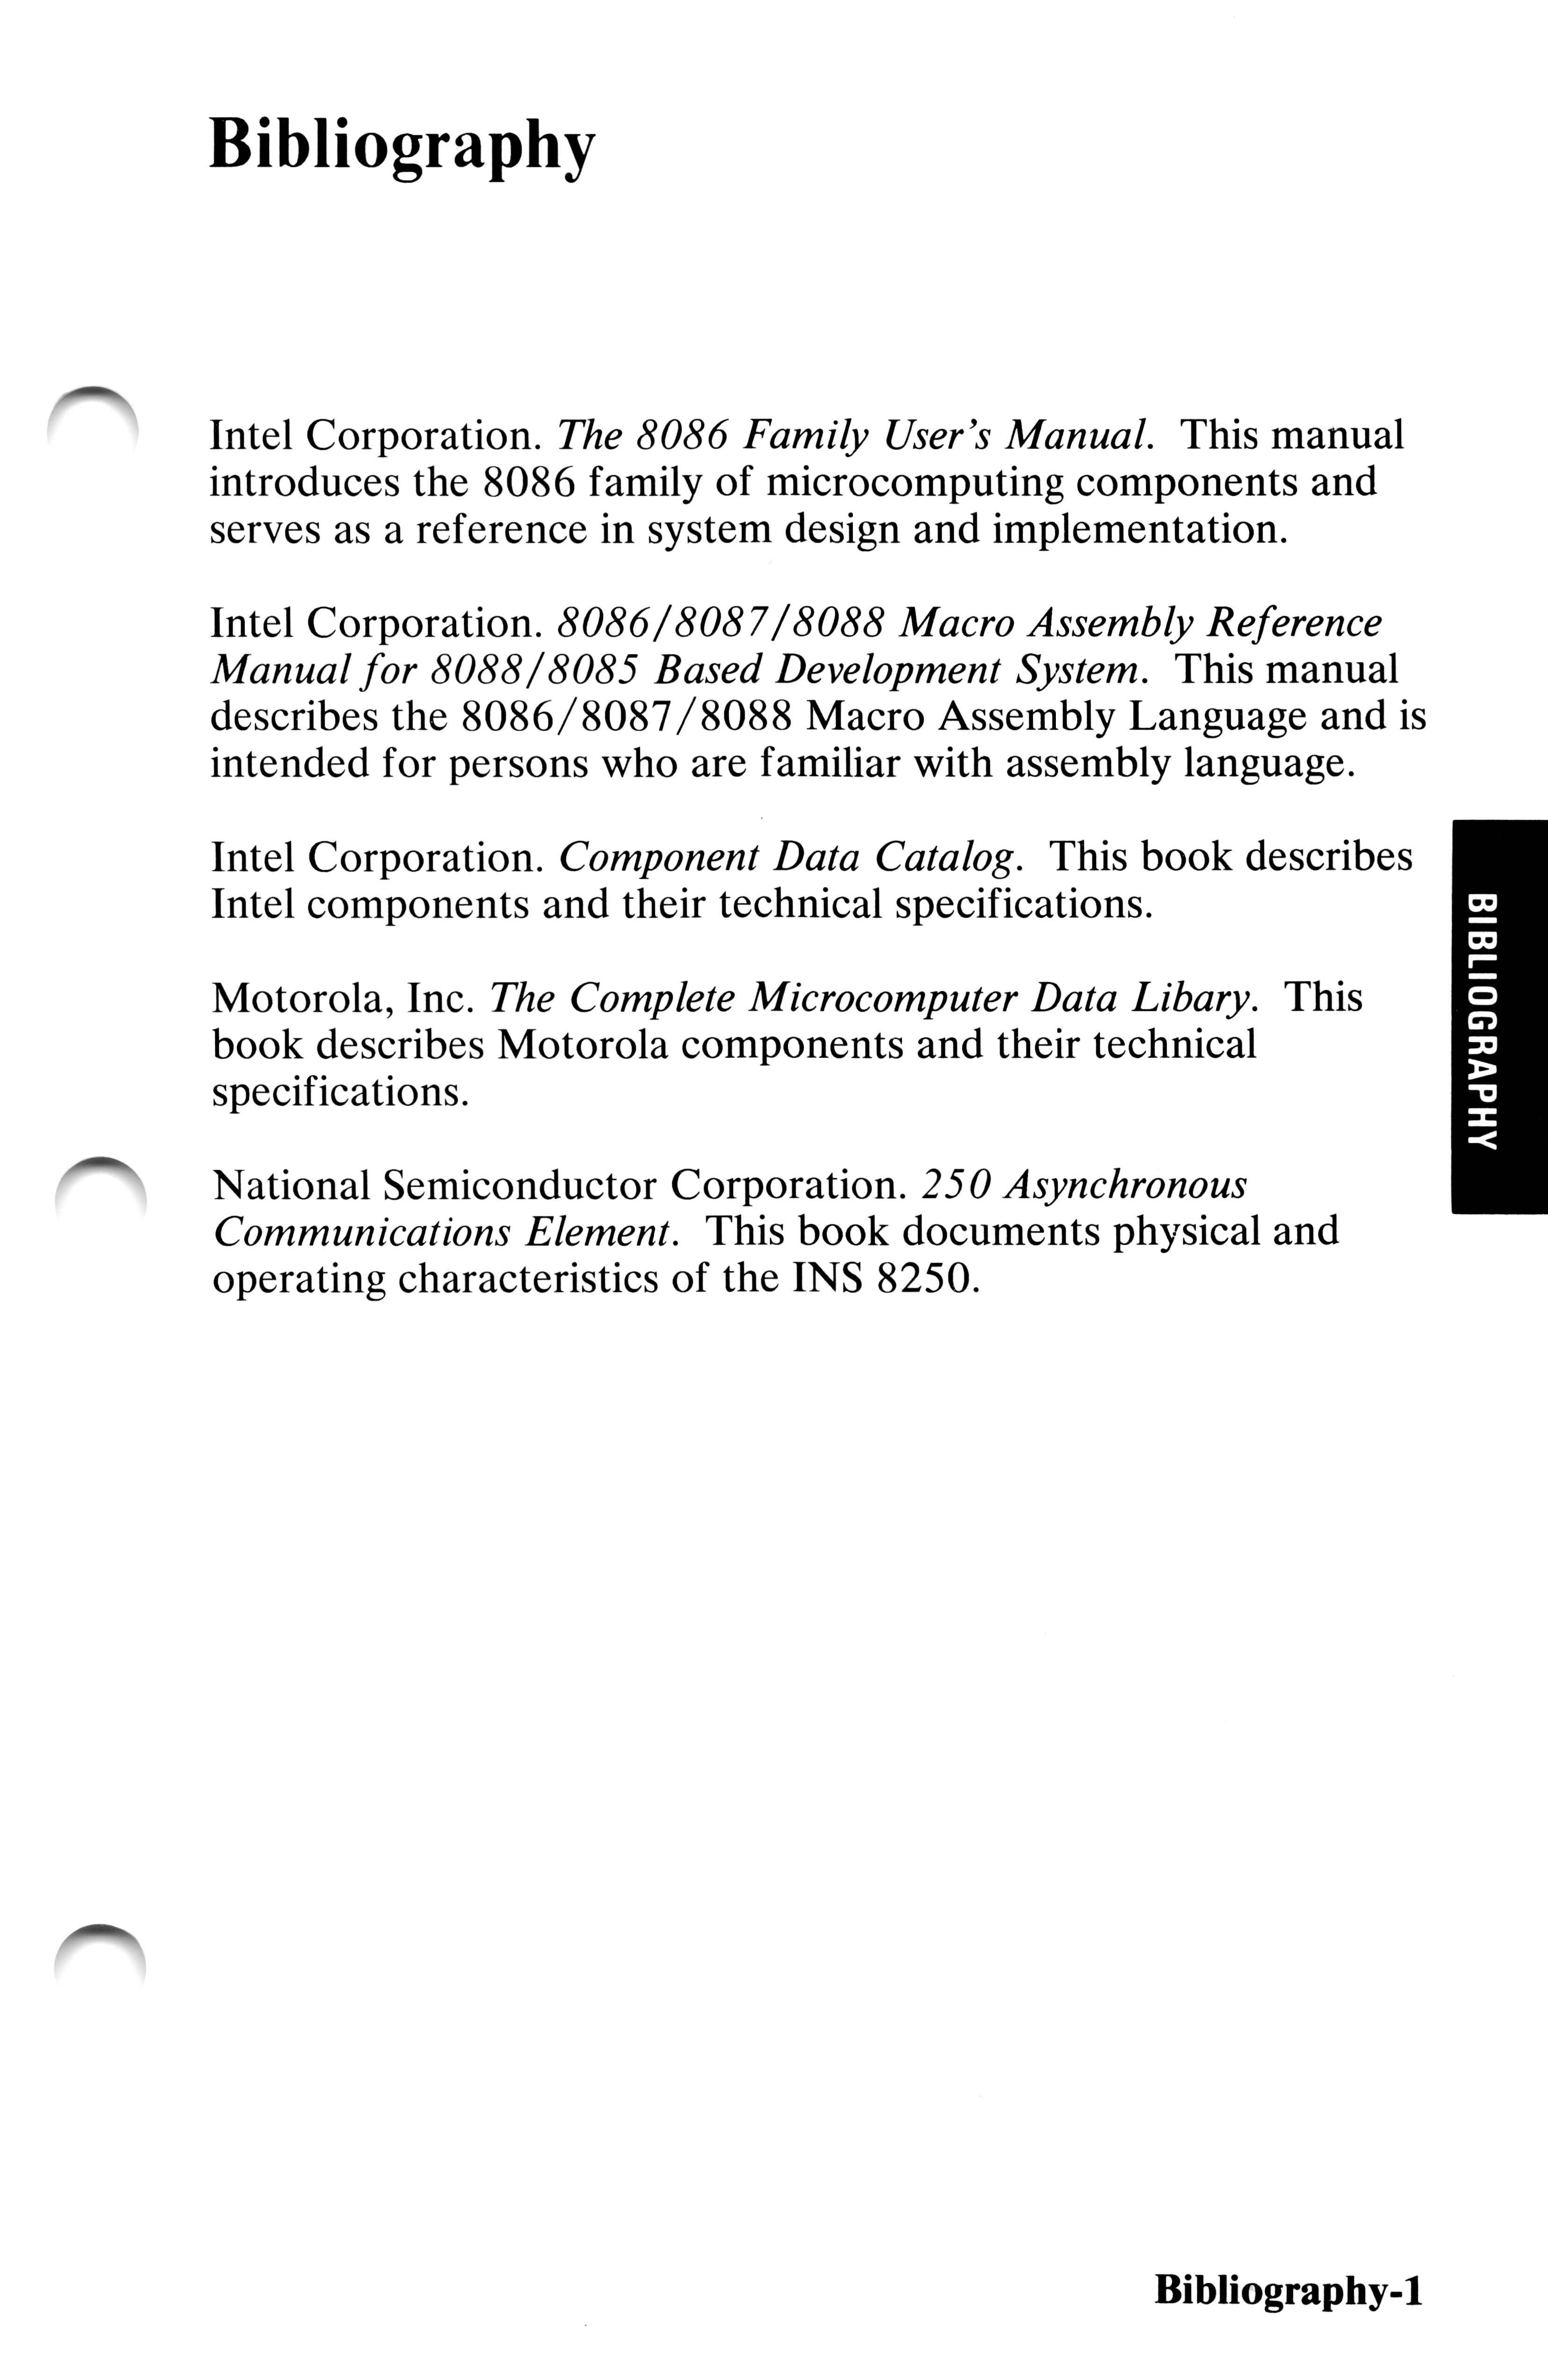 Bibliography
Intel Corporation. The 8086 Family User's Manual. This manual
introduces the 8086 family of microcomputing components and
serves as a reference in system design and implementation.
Intel Corporation. 8086/8087/8088 Macro Assembly Reference
Manual for 8088/8085 Based Development System. This manual
describes the 8086/8087/8088 Macro Assembly Language and is
intended for persons who are familiar with assembly language.
Intel Corporation. Component Data Catalog. This book describes
Intel components and their technical specifications.
Motorola, Inc. The Complete Microcomputer Data Libary. This
book describes Motorola components and their technical
specifications.
National Semiconductor Corporation. 250 Asynchronous
Communications Element. This book documents physical and
operating characteristics of the INS 8250.
BIBLIOGRAPHY
Bibliography-1